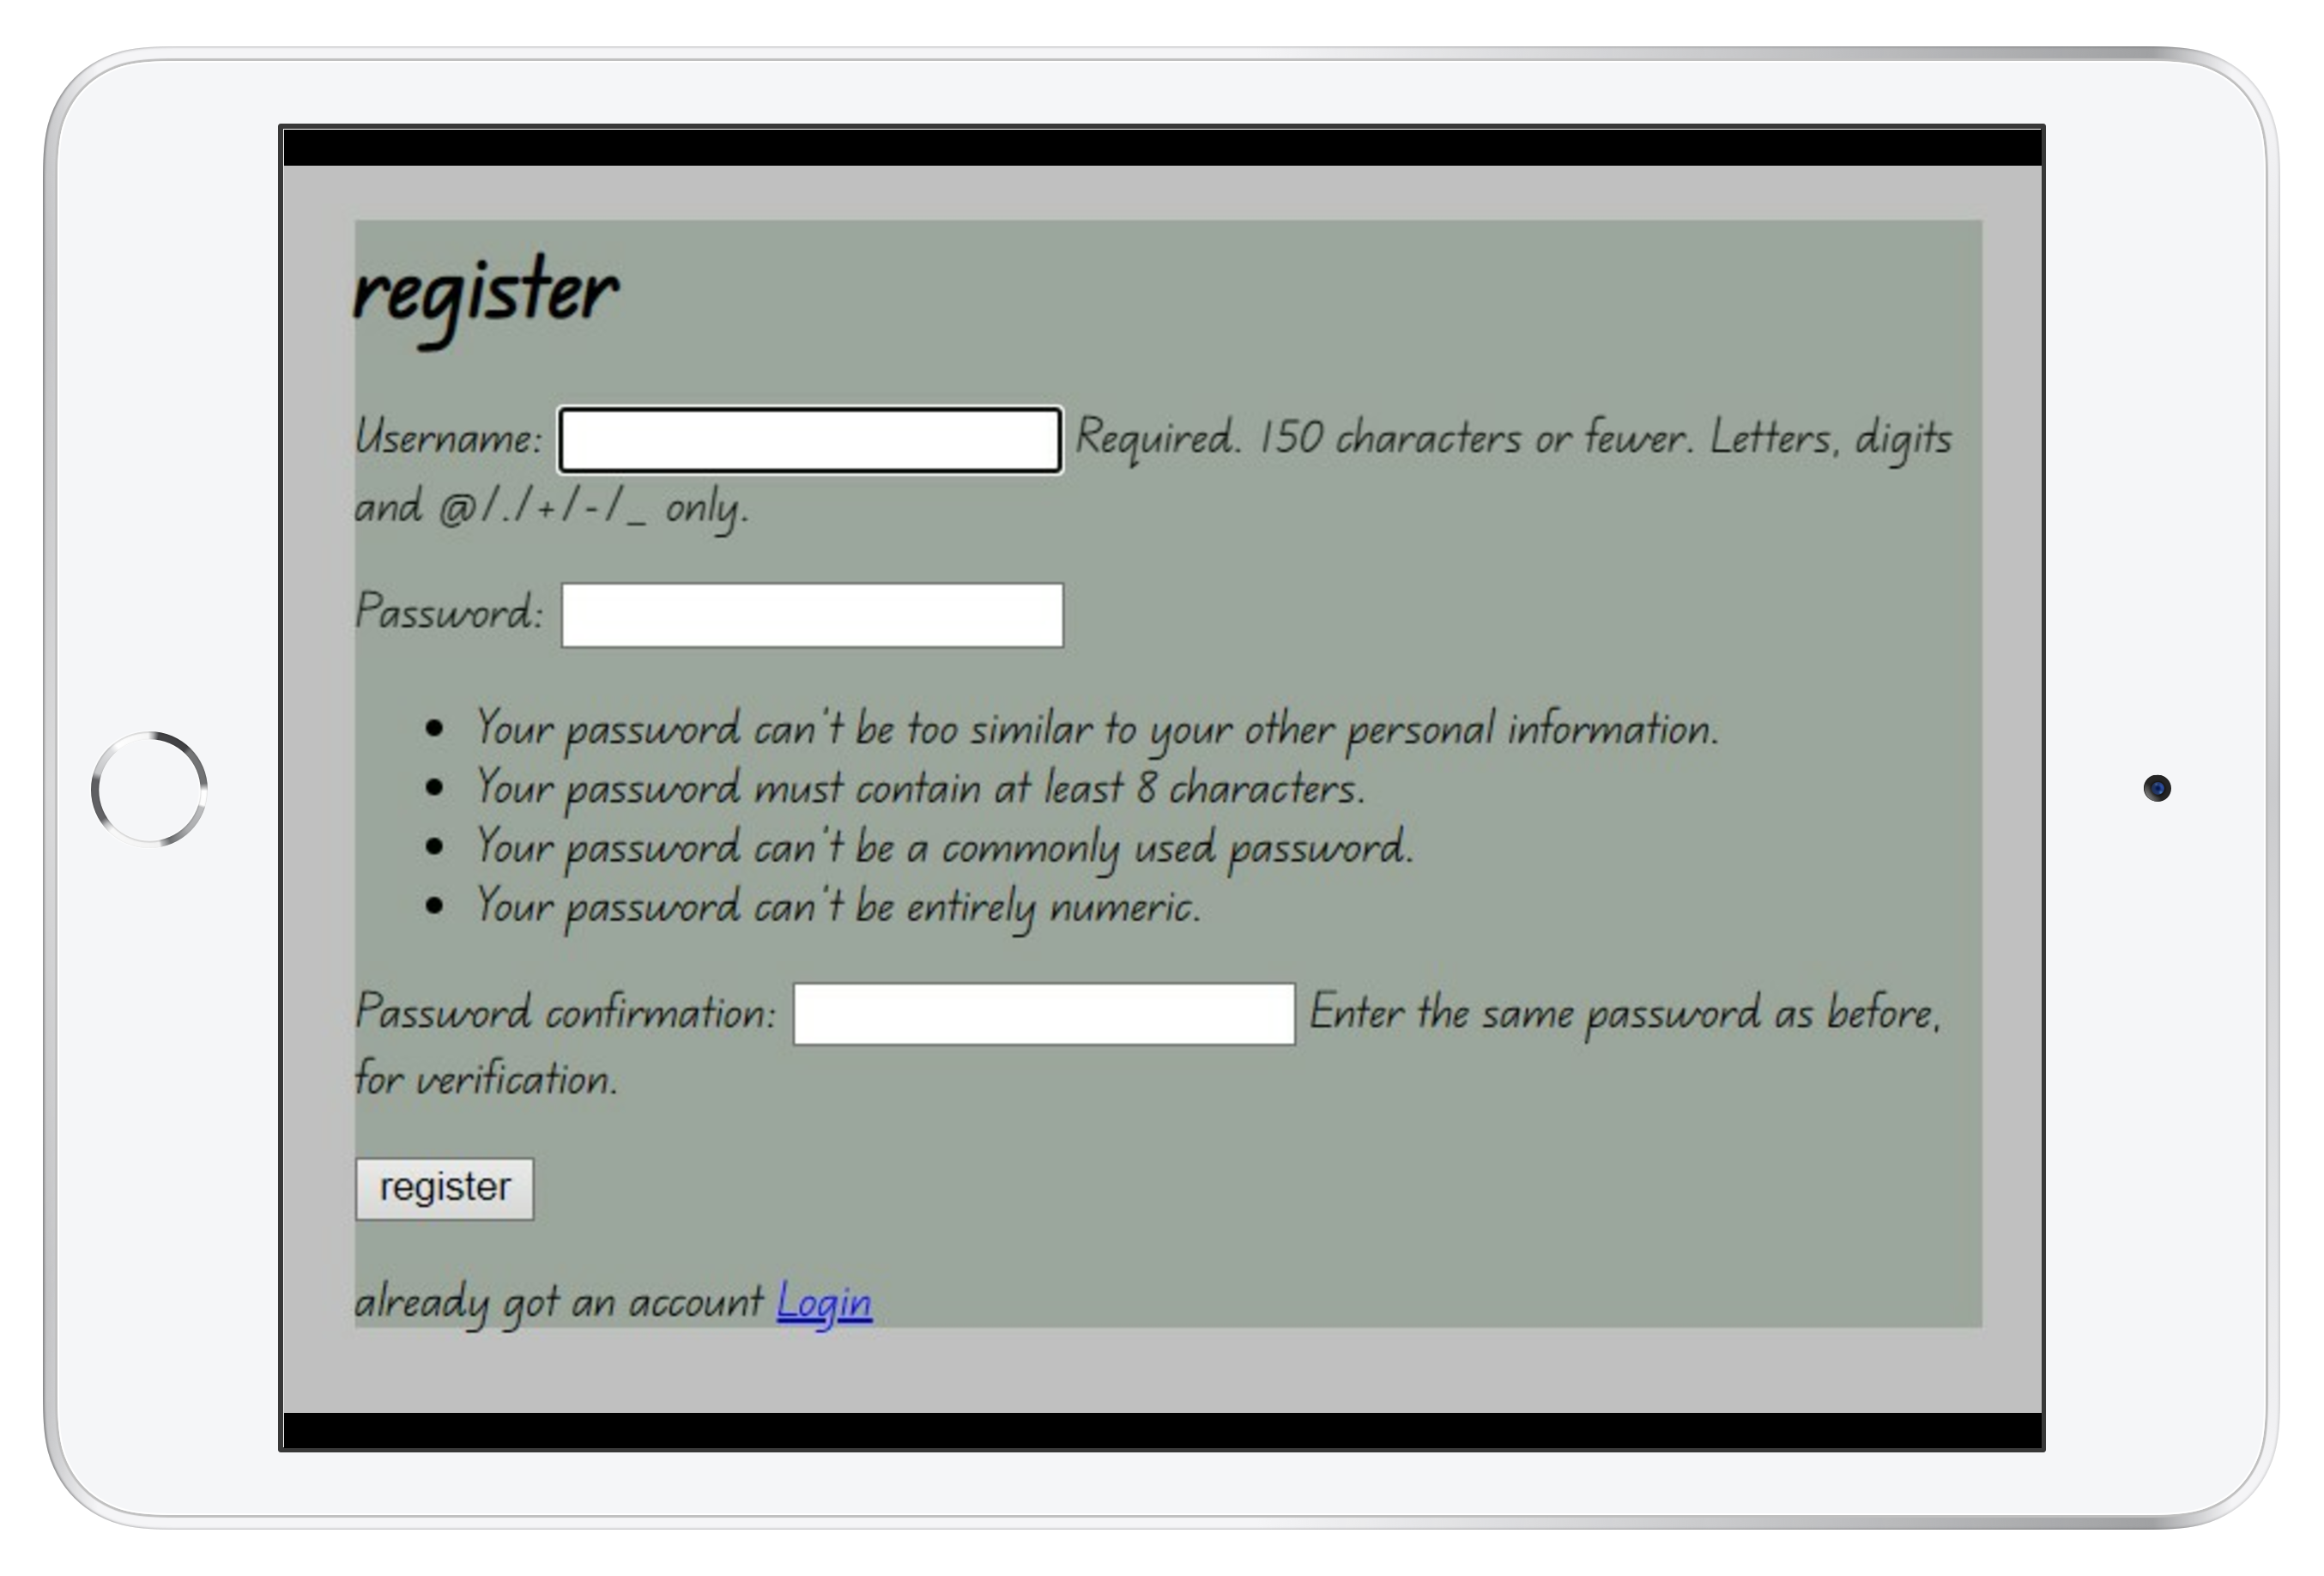 register
Username: Required. 150 characters or fewer. Letters, digits
and @/./+/-/_ only.
Password:
Your password can't be too similar to your other personal information.
Your password must contain at least 8 characters.
Your password can't be a commonly used password.
Your password can't be entirely numeric.
Password confirmation: Enter the same password as before,
for verification.
register
already got an account Login